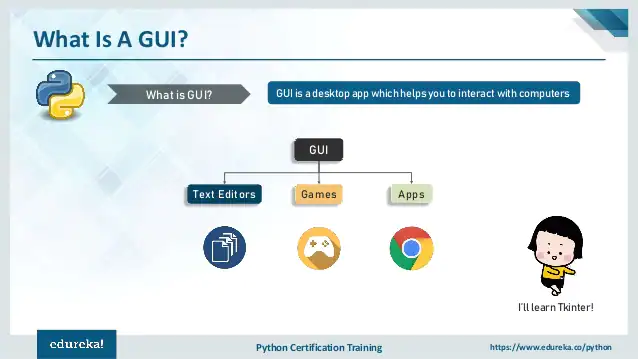 What Is A GUI?
What is GUI?
GUI is a desktop app which helps you to interact with computers
GUI
Text Editors
Games
Apps
I'll learn Tkinter!
edureka!
Python Certification Training
https://www.edureka.co/python